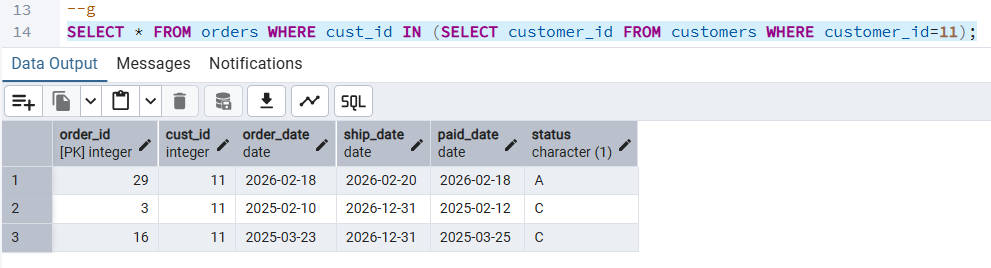 13 --g
14 SELECT * FROM orders WHERE cust_id IN (SELECT customer_id FROM customers WHERE customer_id=11);
Data Output Messages Notifications
SQL
order_id cust_id order_date ship_date paid_date status
[PK] integer integer date date date character (1)
1 29 11 2026-02-18 2026-02-20 2026-02-18 A
2 3 11 2025-02-10 2026-12-31 2025-02-12 C
3 16 11 2025-03-23 2026-12-31 2025-03-25 C